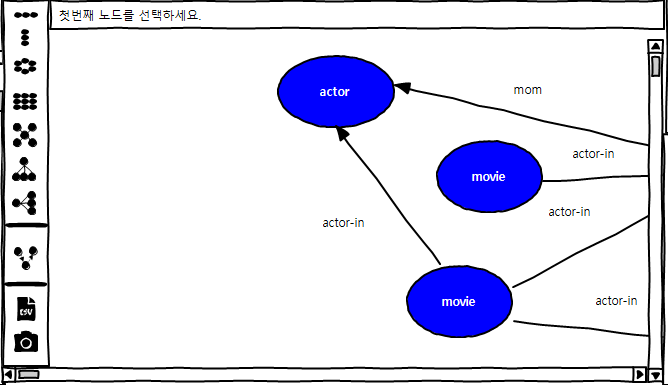 첫번째 노드를 선택하세요.
actor
mom
actor-in
movie
actor-in
actor-in
movie
actor-in
CSV